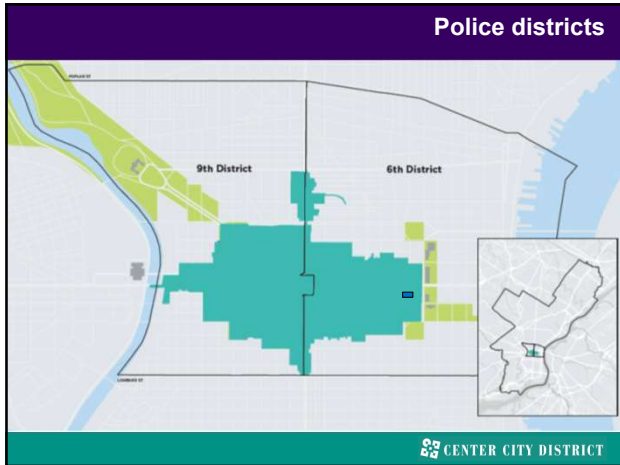 Police districts
POPLAR ST
9th District
6th District
LOMBARD ST
CENTER CITY DISTRICT